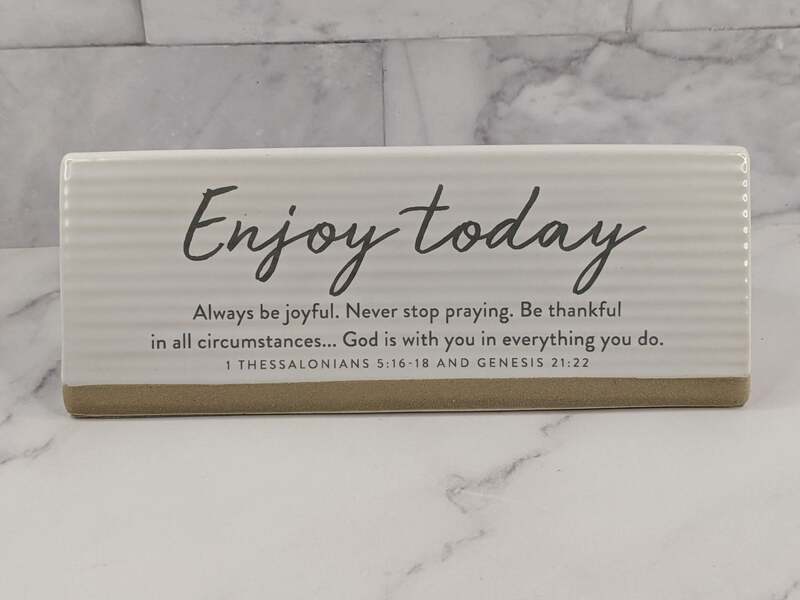 Enjoy today
Always be joyful. Never stop praying. Be thankful
in all circumstances... God is with you in everything you do.
1 THESSALONIANS 5:16-18 AND GENESIS 21:22